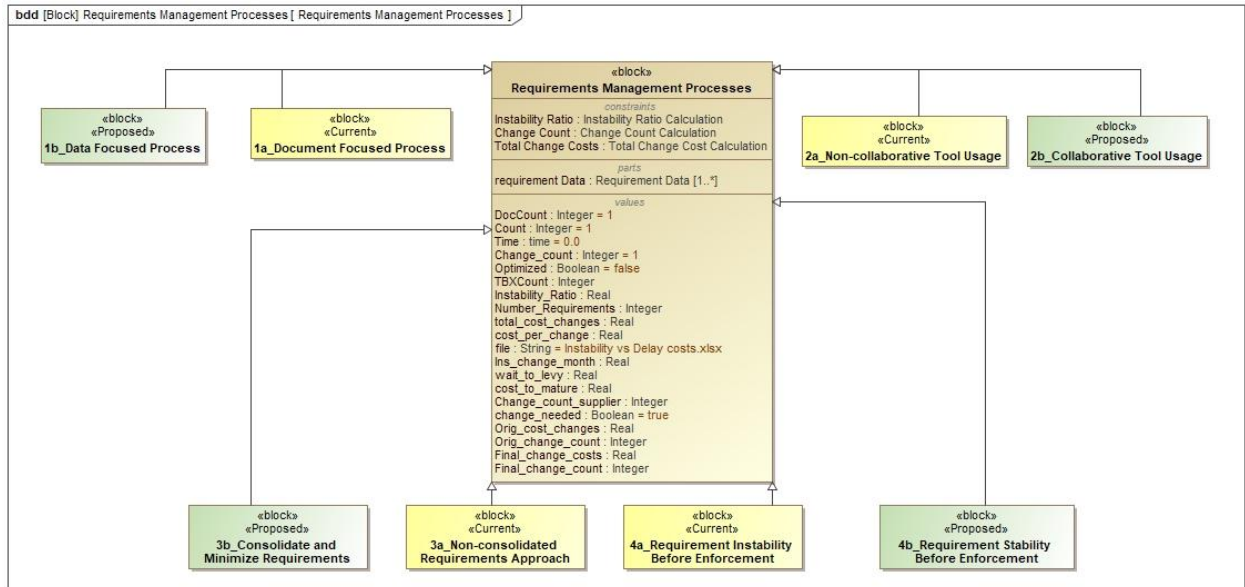 bdd [Block] Requirements Management Processes [ Requirements Management Processes ]
«block»
«Proposed»
1b_Data Focused Process
«block»
«Current»
1a_Document Focused Process
«block»
Requirements Management Processes
constraints
Instability Ratio : Instability Ratio Calculation
Change Count : Change Count Calculation
Total Change Costs : Total Change Cost Calculation
parts
requirement Data : Requirement Data [1..*]
values
DocCount : Integer = 1
Count : Integer = 1
Time : time = 0.0
Change_count : Integer = 1
Optimized : Boolean = false
TBXCount : Integer
Instability_Ratio : Real
Number_Requirements : Integer
total_cost_changes : Real
cost_per_change : Real
file : String = Instability vs Delay costs.xlsx
Ins_change_month : Real
wait_to_levy : Real
cost_to_mature : Real
Change_count_supplier : Integer
change_needed : Boolean = true
Orig_cost_changes : Real
Orig_change_count : Integer
Final_change_costs : Real
Final_change_count : Integer
«block»
«Current»
2a_Non-collaborative Tool Usage
«block»
«Proposed»
2b_Collaborative Tool Usage
«block»
«Proposed»
3b_Consolidate and
Minimize Requirements
«block»
«Current»
3a_Non-consolidated
Requirements Approach
«block»
«Current»
4a_Requirement Instability
Before Enforcement
«block»
«Proposed»
4b_Requirement Stability
Before Enforcement